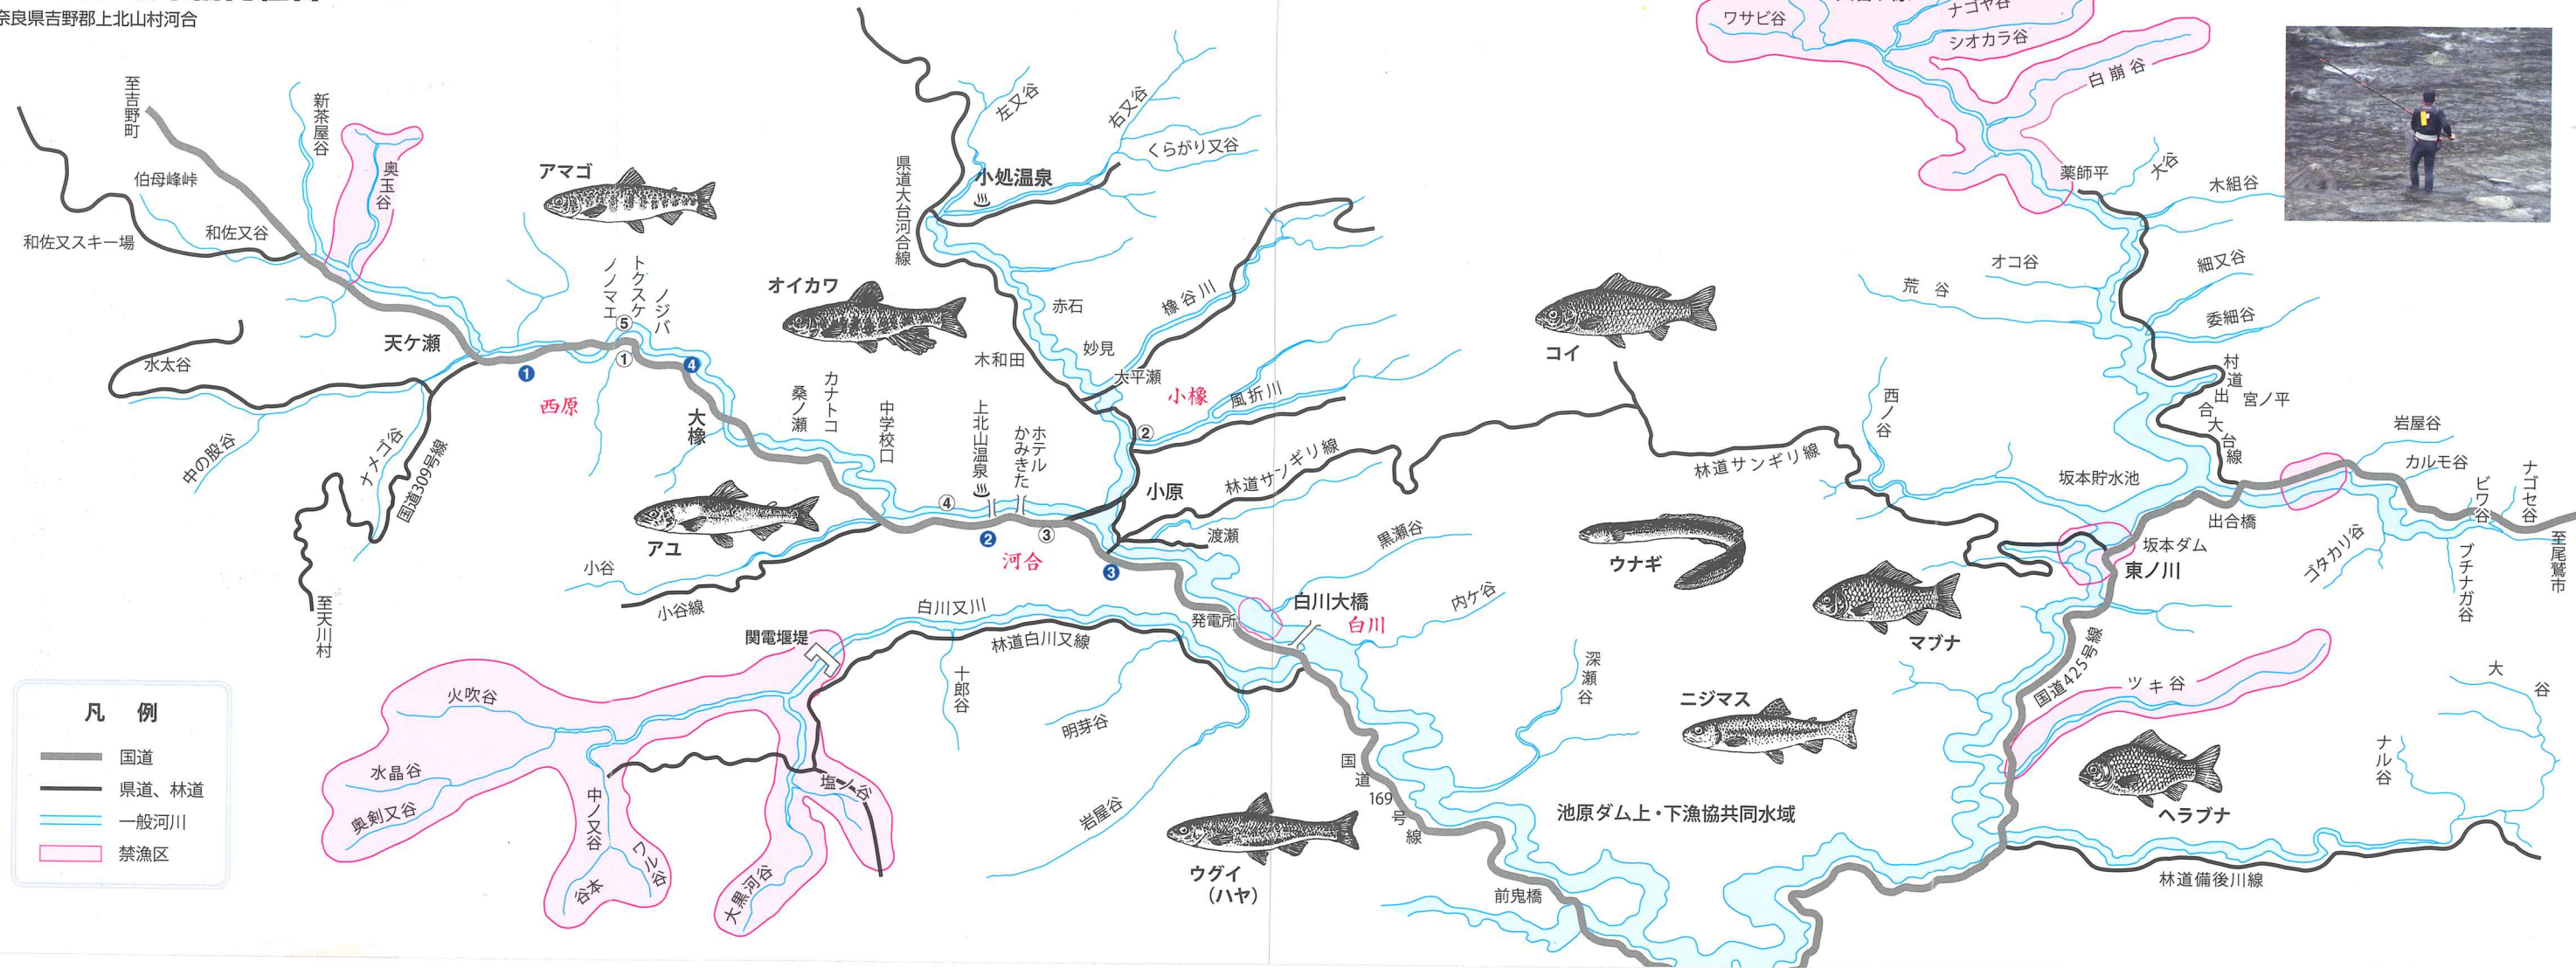 奈良県吉野郡上北山村河合
ワサビ谷
ナゴヤ谷
シオカラ谷
白崩谷
至吉野町
新茶屋谷
奥玉谷
伯母峰峠
和佐又谷
和佐又スキー場
アマゴ
左又谷
右又谷
くらがり又谷
小処温泉
県道大台河合線
薬師平
大谷
木組谷
オコ谷
細又谷
荒谷
委細谷
ノノマエ
トクスケ
ノジバ
⑤
①
❹
❶
天ケ瀬
水太谷
西原
オイカワ
赤石
橡谷川
木和田
妙見
大平瀬
小橡
風折川
②
コイ
村道出合大台線
宮ノ平
西ノ谷
岩屋谷
カルモ谷
ナゴセ谷
ビワ谷
中の股谷
ナメゴ谷
国道309号線
大橡
桑ノ瀬
カナトコ
中学校口
上北山温泉
ホテルかみきた
小原
林道サンギリ線
林道サンギリ線
坂本貯水池
出合橋
④
❷
③
❸
河合
渡瀬
黒瀬谷
アユ
ウナギ
坂本ダム
東ノ川
ゴタカリ谷
ブチナガ谷
至尾鷲市
小谷
小谷線
至天川村
白川又川
林道白川又線
関電堰堤
発電所
白川大橋
白川
内ケ谷
マブナ
国道425号線
ツキ谷
大谷
火吹谷
十郎谷
明芽谷
深瀬谷
ニジマス
ナル谷
水晶谷
奥剣又谷
中ノ又谷
ワル谷
本谷
塩ノ谷
大黒河谷
岩屋谷
国道169号線
池原ダム上・下漁協共同水域
ヘラブナ
ウグイ
(ハヤ)
前鬼橋
林道備後川線
凡 例
国道
県道、林道
一般河川
禁漁区